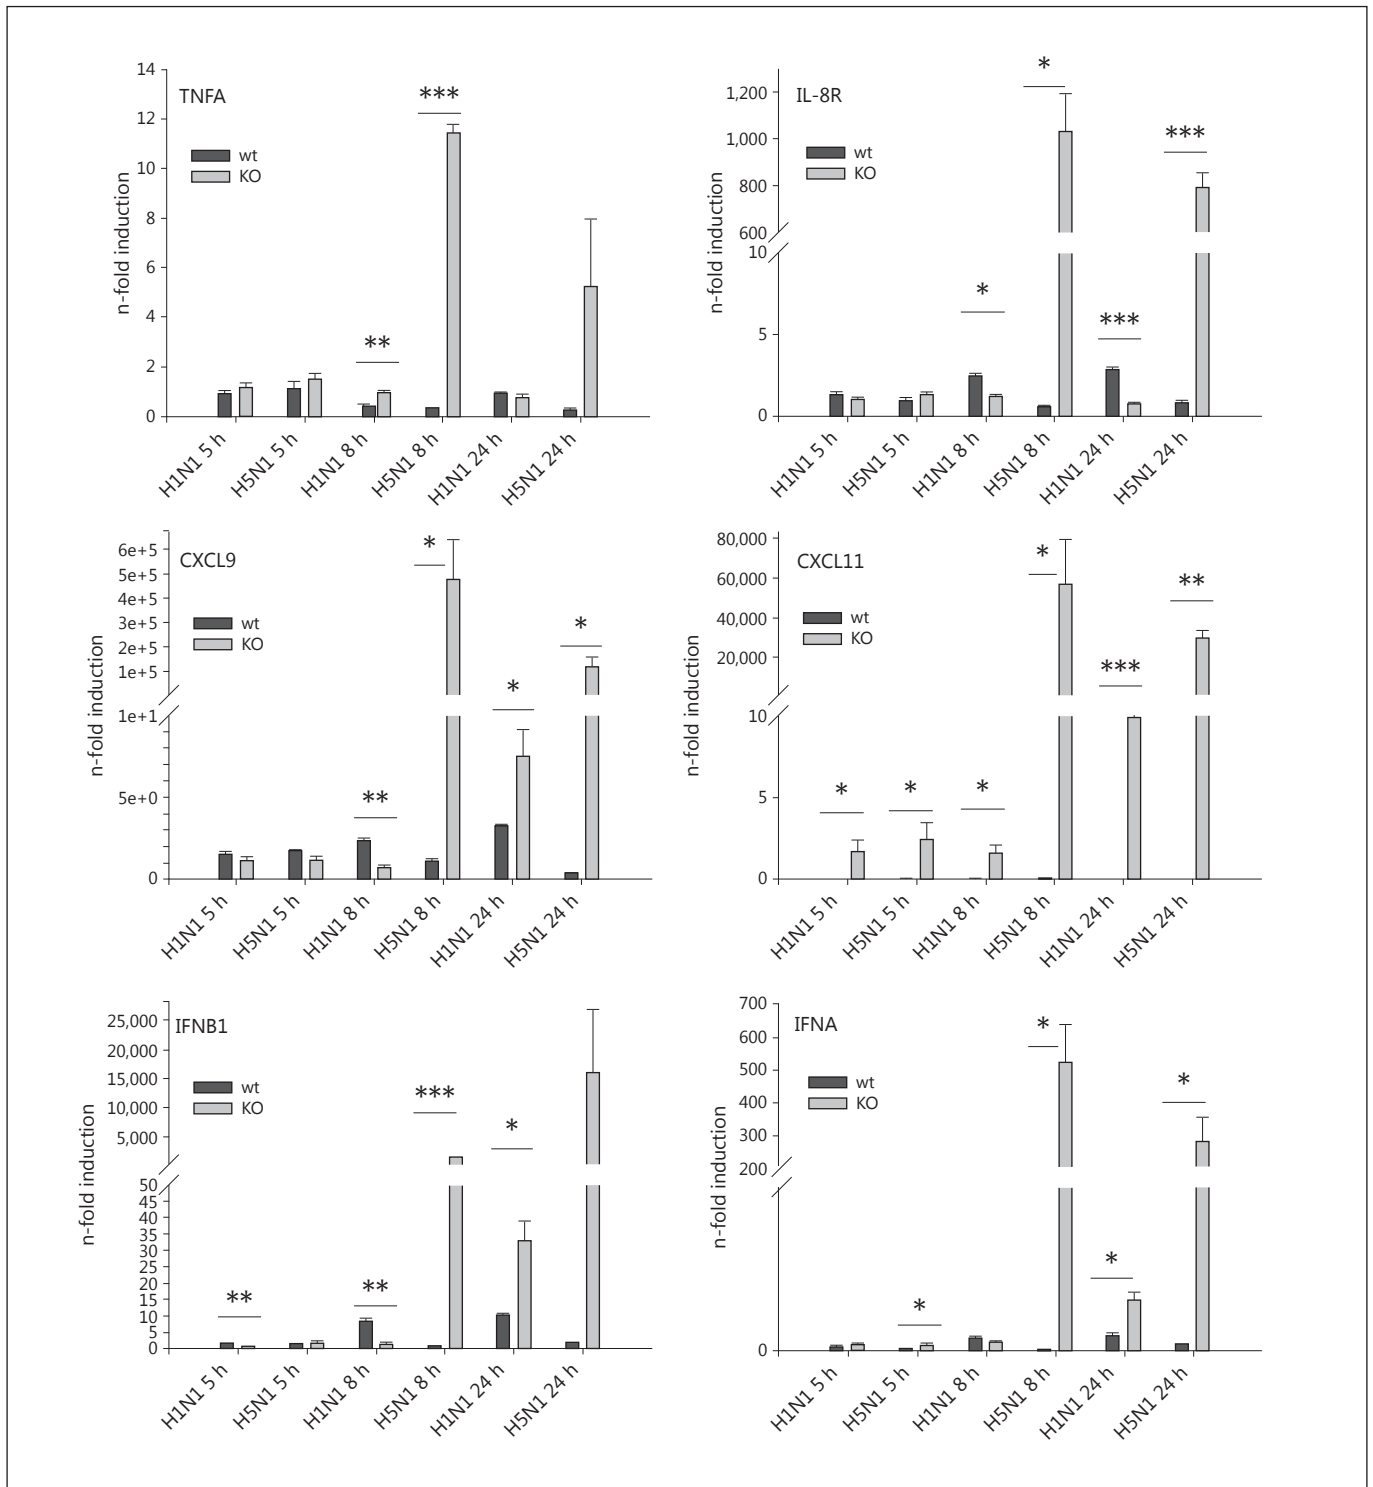 TNFA
n-fold induction
14
12
10
8
6
4
2
0
wt
KO
**
***
H1N1 5 h
H5N1 5 h
H1N1 8 h
H5N1 8 h
H1N1 24 h
H5N1 24 h
IL-8R
n-fold induction
1,200
1,000
800
600
10
5
0
wt
KO
*
*
***
***
H1N1 5 h
H5N1 5 h
H1N1 8 h
H5N1 8 h
H1N1 24 h
H5N1 24 h
CXCL9
n-fold induction
6e+5
5e+5
4e+5
3e+5
2e+5
1e+5
1e+1
5e+0
0
wt
KO
**
*
*
*
H1N1 5 h
H5N1 5 h
H1N1 8 h
H5N1 8 h
H1N1 24 h
H5N1 24 h
CXCL11
n-fold induction
80,000
60,000
40,000
20,000
10
5
0
wt
KO
*
*
*
*
***
**
H1N1 5 h
H5N1 5 h
H1N1 8 h
H5N1 8 h
H1N1 24 h
H5N1 24 h
IFNB1
n-fold induction
25,000
20,000
15,000
10,000
5,000
50
45
40
35
30
25
20
15
10
5
0
wt
KO
**
**
***
*
H1N1 5 h
H5N1 5 h
H1N1 8 h
H5N1 8 h
H1N1 24 h
H5N1 24 h
IFNA
n-fold induction
700
600
500
400
300
200
0
wt
KO
*
*
*
*
H1N1 5 h
H5N1 5 h
H1N1 8 h
H5N1 8 h
H1N1 24 h
H5N1 24 h